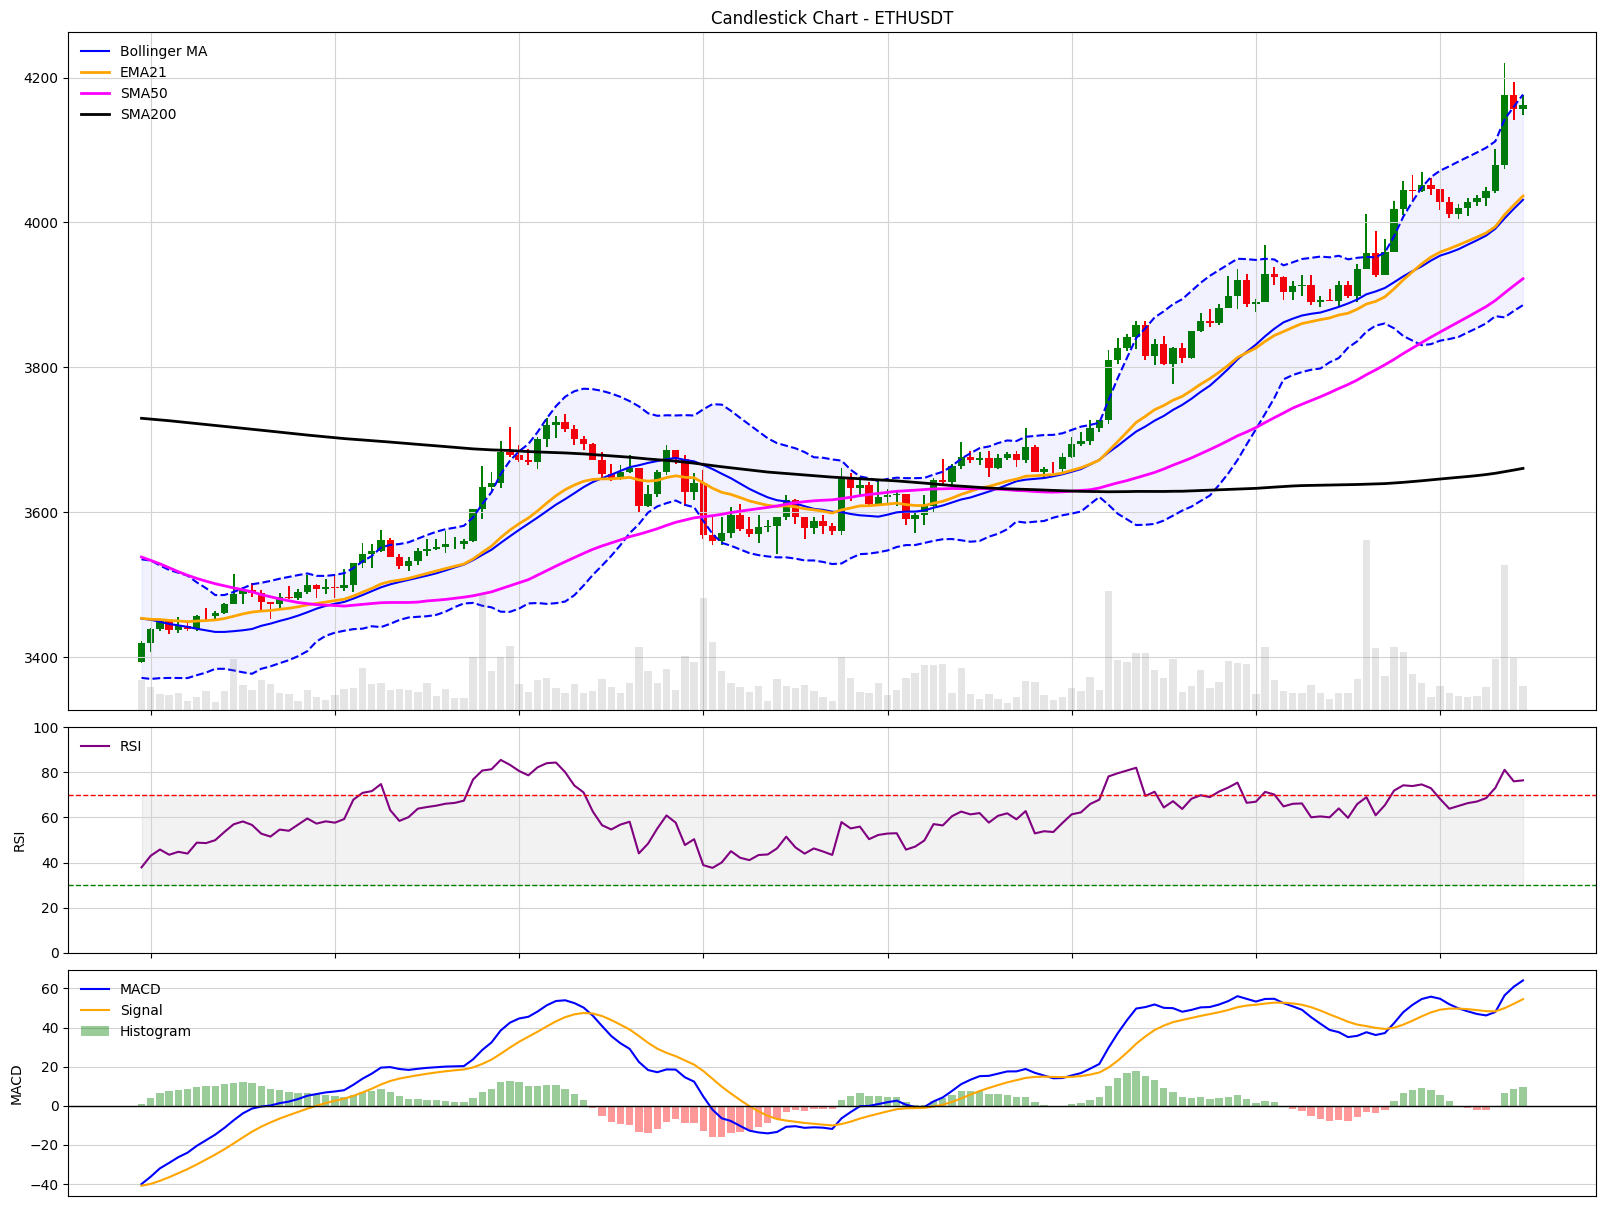 Candlestick Chart - ETHUSDT
Bollinger MA
EMA21
SMA50
SMA200
4200
4000
3800
3600
3400
RSI
100
80
60
40
20
0
RSI
MACD
Signal
Histogram
60
40
20
0
−20
−40
MACD